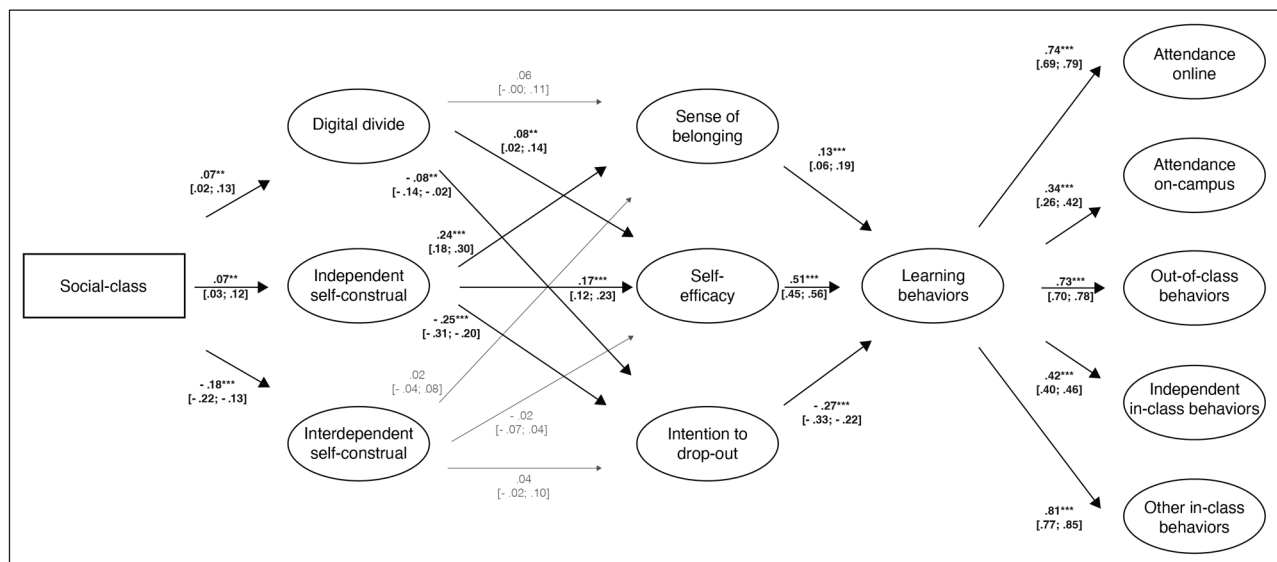 Social-class
.07**
[.02; .13]
.07**
[.03; .12]
- .18***
[- .22; - .13]
Digital divide
Independent
self-construal
Interdependent
self-construal
.06
[- .00; .11]
.08**
[.02; .14]
- .08**
[- .14; - .02]
.24***
[.18; .30]
.17***
[.12; .23]
- .25***
[- .31; - .20]
.02
[- .04; .08]
- .02
[- .07; .04]
.04
[- .02; .10]
Sense of
belonging
Self-
efficacy
Intention to
drop-out
.13***
[.06; .19]
.51***
[.45; .56]
- .27***
[- .33; - .22]
Learning
behaviors
.74***
[.69; .79]
.34***
[.26; .42]
.73***
[.70; .78]
.42***
[.40; .46]
.81***
[.77; .85]
Attendance
online
Attendance
on-campus
Out-of-class
behaviors
Independent
in-class behaviors
Other in-class
behaviors